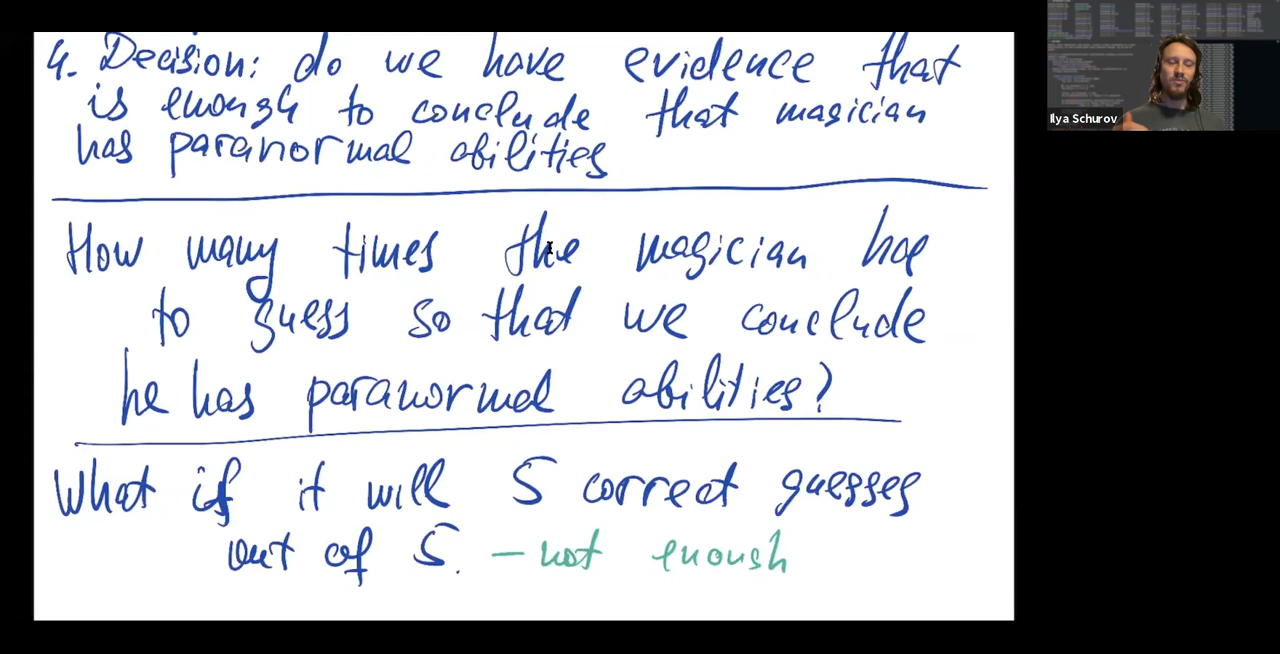 4. Decision: do we have evidence that
is enough to conclude that magician
has paranormal abilities
How many times the magician has
to guess so that we conclude
he has paranormal abilities?
What if it will 5 correct guesses
out of 5. - not enough
Ilya Schurov